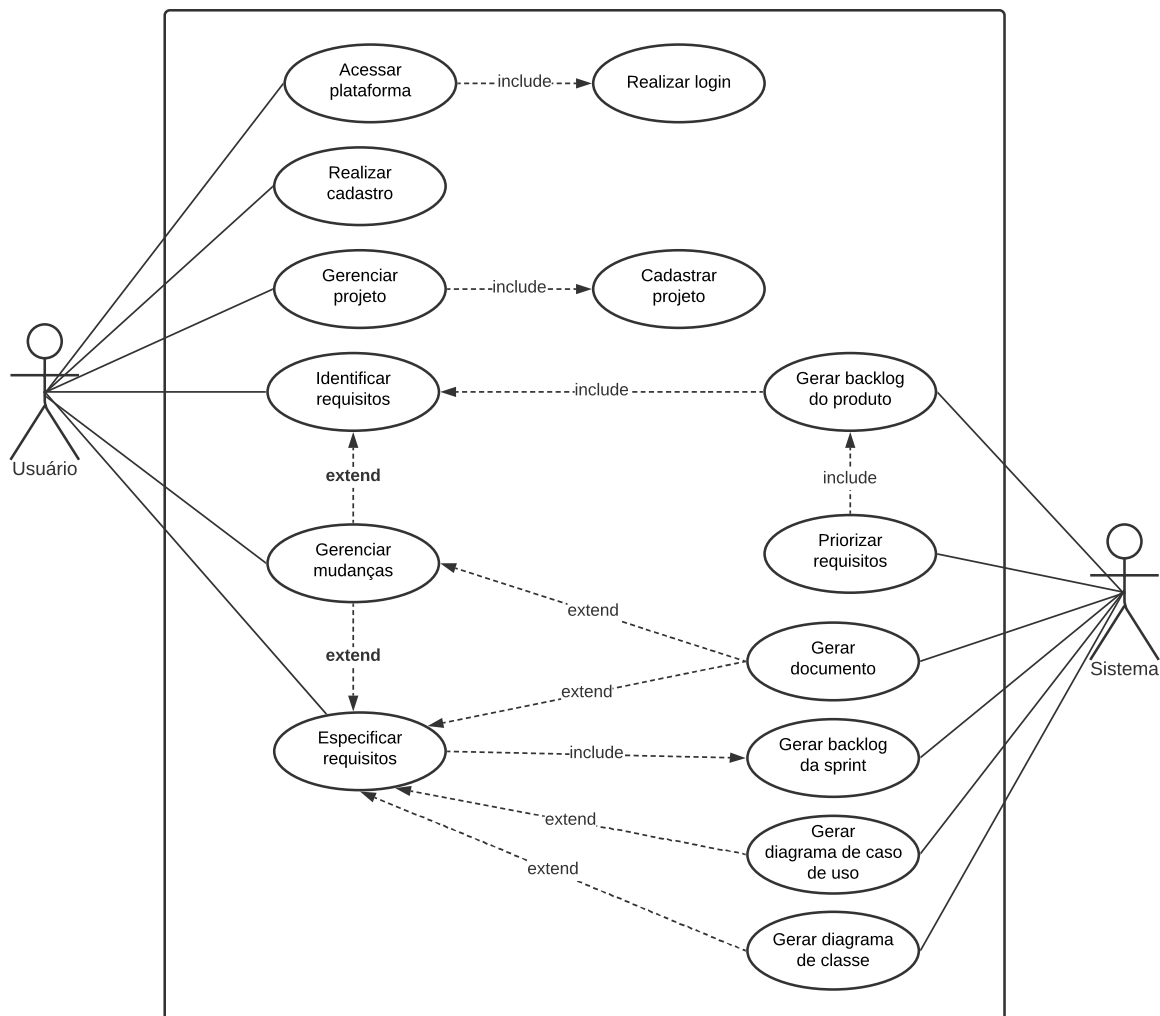 Acessar
plataforma
include
Realizar login
Realizar
cadastro
Gerenciar
projeto
include
Cadastrar
projeto
Identificar
requisitos
include
Gerar backlog
do produto
Usuário
extend
include
Gerenciar
mudanças
Priorizar
requisitos
extend
extend
Gerar
documento
Sistema
extend
Especificar
requisitos
include
Gerar backlog
da sprint
extend
Gerar
diagrama de caso
de uso
extend
Gerar diagrama
de classe